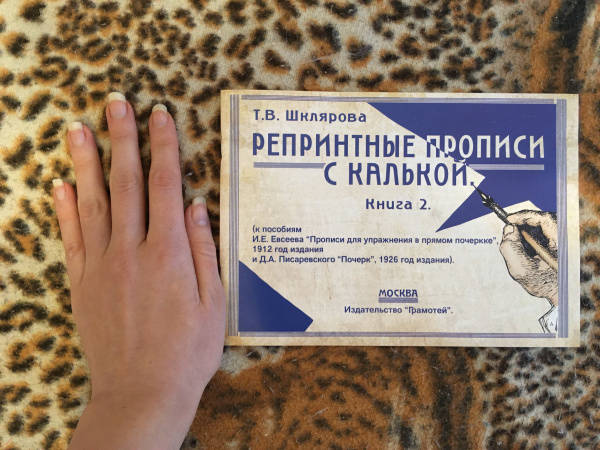 Т.В. Шклярова
РЕПРИНТНЫЕ ПРОПИСИ
С КАЛЬКОЙ.
Книга 2.
(к пособиям
И.Е. Евсеева "Прописи для упражнения в прямом почеркке",
1912 год издания
и Д.А. Писаревского "Почерк", 1926 год издания).
МОСКВА
Издательство "Грамотей".